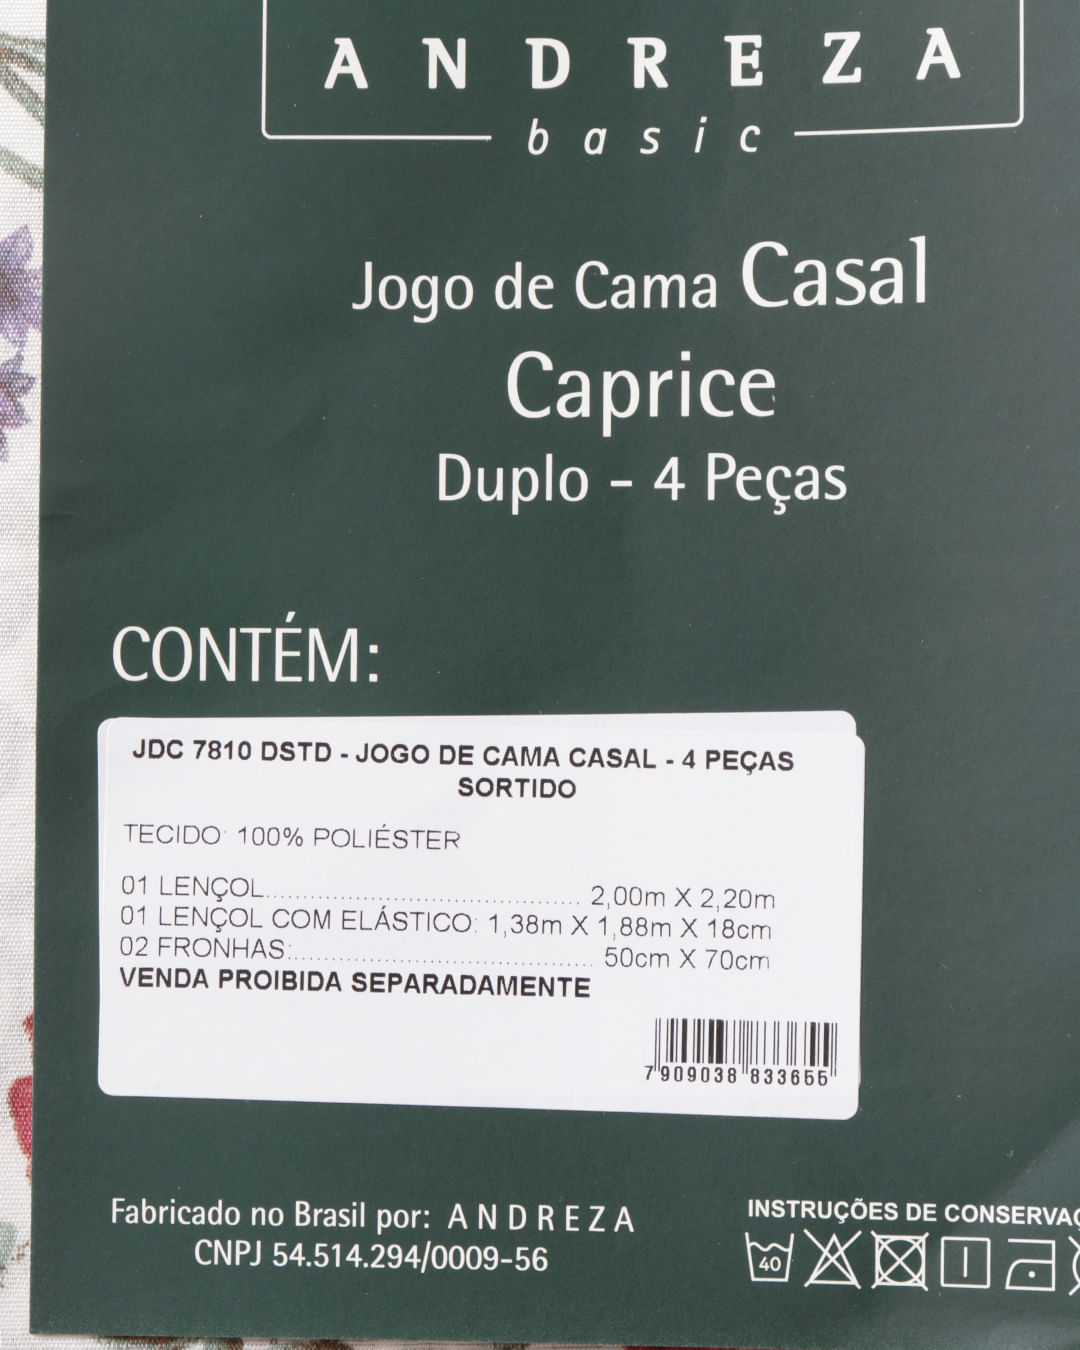 ANDREZA
basic
Jogo de Cama Casal
Caprice
Duplo - 4 Peças
CONTÉM:
JDC 7810 DSTD - JOGO DE CAMA CASAL - 4 PEÇAS
SORTIDO
TECIDO: 100% POLIÉSTER
01 LENÇOL........................................ 2,00m X 2,20m
01 LENÇOL COM ELÁSTICO: 1,38m X 1,88m X 18cm
02 FRONHAS:....................................... 50cm X 70cm
VENDA PROIBIDA SEPARADAMENTE
7 909038 833655
Fabricado no Brasil por: ANDREZA
CNPJ 54.514.294/0009-56
INSTRUÇÕES DE CONSERVAÇ
40